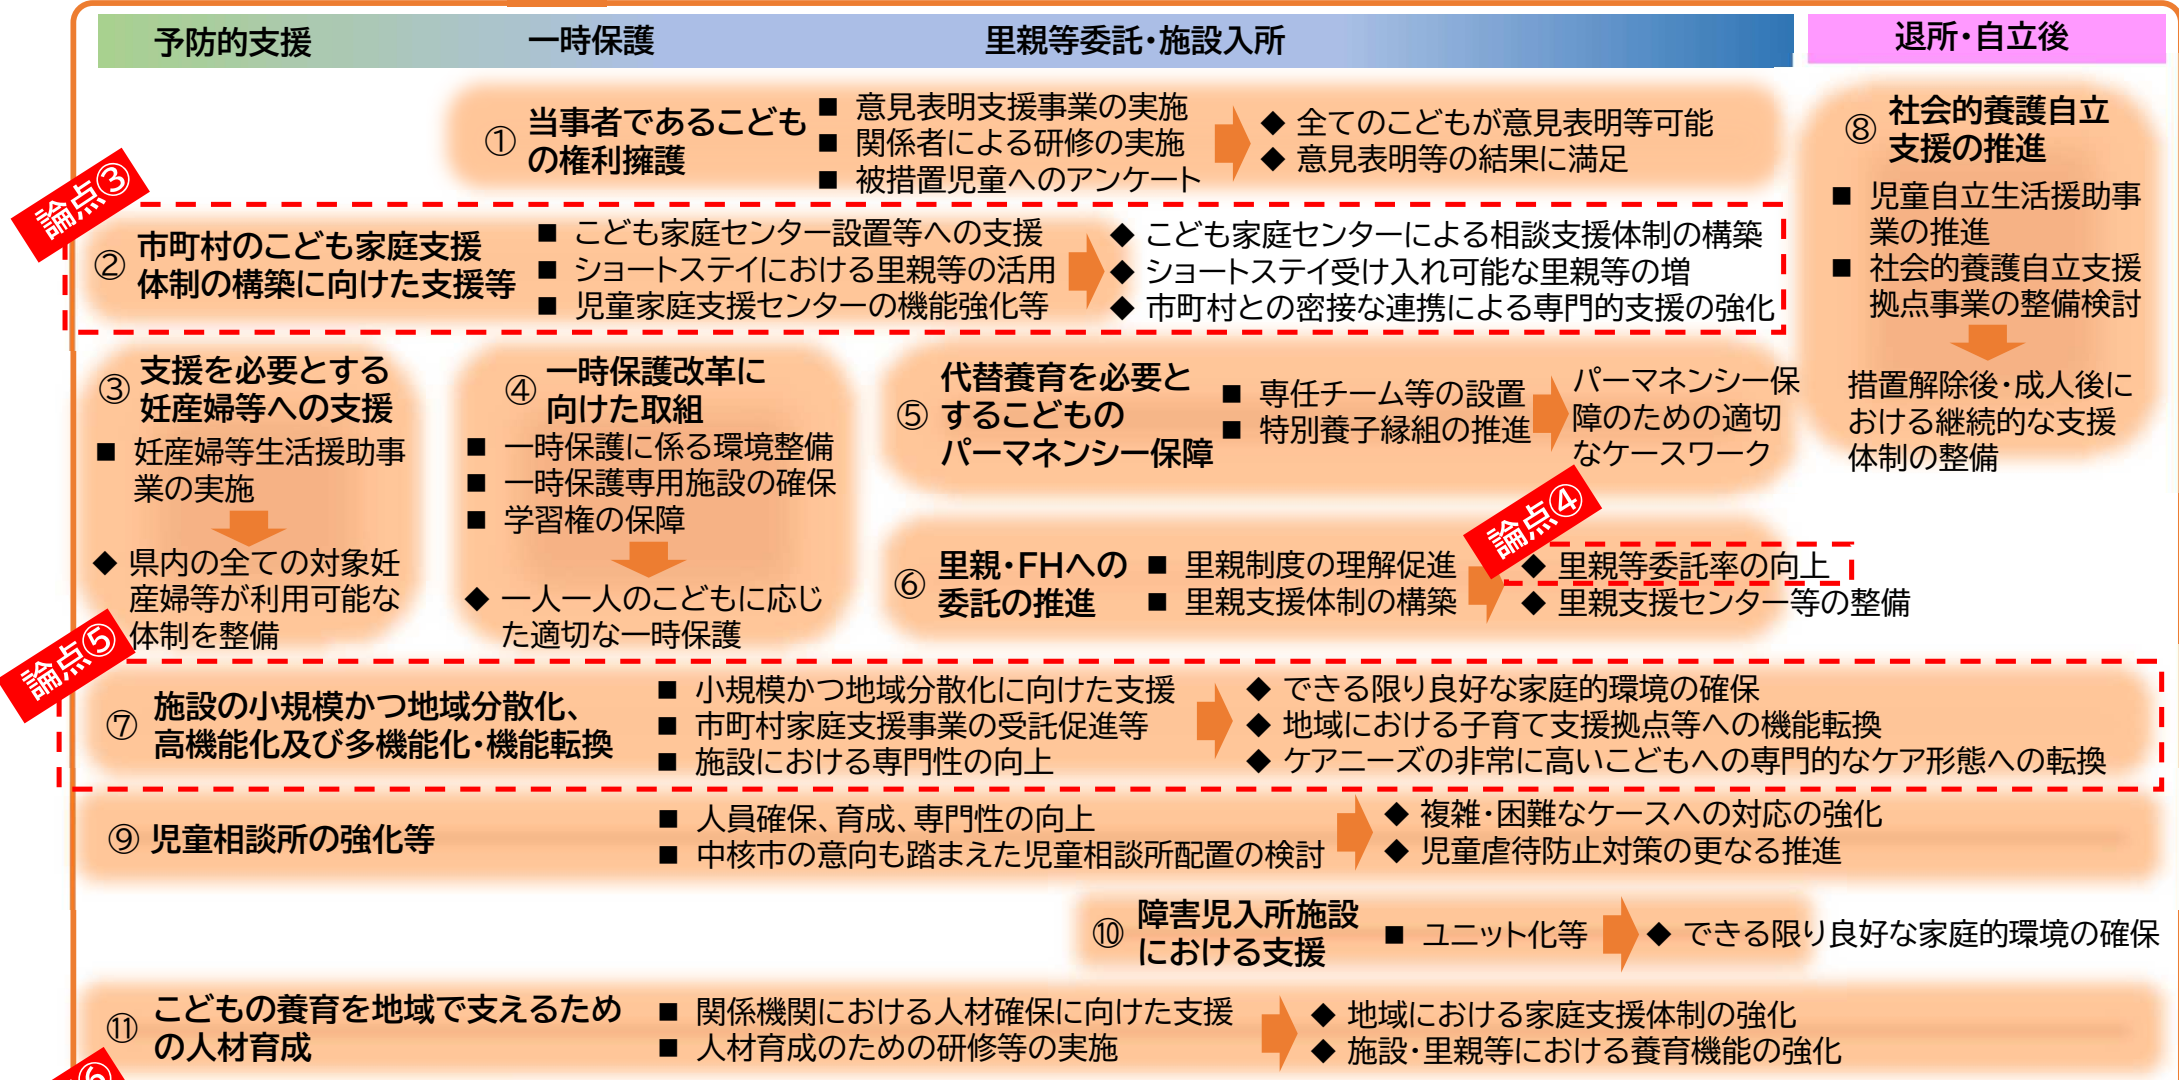 予防的支援
一時保護
里親等委託・施設入所
退所・自立後
① 当事者であるこども
の権利擁護
■ 意見表明支援事業の実施
■ 関係者による研修の実施
■ 被措置児童へのアンケート
◆ 全てのこどもが意見表明等可能
◆ 意見表明等の結果に満足
⑧ 社会的養護自立
支援の推進
■ 児童自立生活援助事
業の推進
■ 社会的養護自立支援
拠点事業の整備検討
措置解除後・成人後に
おける継続的な支援
体制の整備
論点③
② 市町村のこども家庭支援
体制の構築に向けた支援等
■ こども家庭センター設置等への支援
■ ショートステイにおける里親等の活用
■ 児童家庭支援センターの機能強化等
◆ こども家庭センターによる相談支援体制の構築
◆ ショートステイ受け入れ可能な里親等の増
◆ 市町村との密接な連携による専門的支援の強化
③ 支援を必要とする
妊産婦等への支援
■ 妊産婦等生活援助事
業の実施
◆ 県内の全ての対象妊
産婦等が利用可能な
体制を整備
④ 一時保護改革に
向けた取組
■ 一時保護に係る環境整備
■ 一時保護専用施設の確保
■ 学習権の保障
◆ 一人一人のこどもに応じ
た適切な一時保護
⑤ 代替養育を必要と
するこどもの
パーマネンシー保障
■ 専任チーム等の設置
■ 特別養子縁組の推進
パーマネンシー保
障のための適切
なケースワーク
論点④
⑥ 里親・FHへの
委託の推進
■ 里親制度の理解促進
■ 里親支援体制の構築
◆ 里親等委託率の向上
◆ 里親支援センター等の整備
論点⑤
⑦ 施設の小規模かつ地域分散化、
高機能化及び多機能化・機能転換
■ 小規模かつ地域分散化に向けた支援
■ 市町村家庭支援事業の受託促進等
■ 施設における専門性の向上
◆ できる限り良好な家庭的環境の確保
◆ 地域における子育て支援拠点等への機能転換
◆ ケアニーズの非常に高いこどもへの専門的なケア形態への転換
⑨ 児童相談所の強化等
■ 人員確保、育成、専門性の向上
■ 中核市の意向も踏まえた児童相談所配置の検討
◆ 複雑・困難なケースへの対応の強化
◆ 児童虐待防止対策の更なる推進
⑩ 障害児入所施設
における支援
■ ユニット化等
◆ できる限り良好な家庭的環境の確保
⑪ こどもの養育を地域で支えるため
の人材育成
■ 関係機関における人材確保に向けた支援
■ 人材育成のための研修等の実施
◆ 地域における家庭支援体制の強化
◆ 施設・里親等における養育機能の強化
⑥